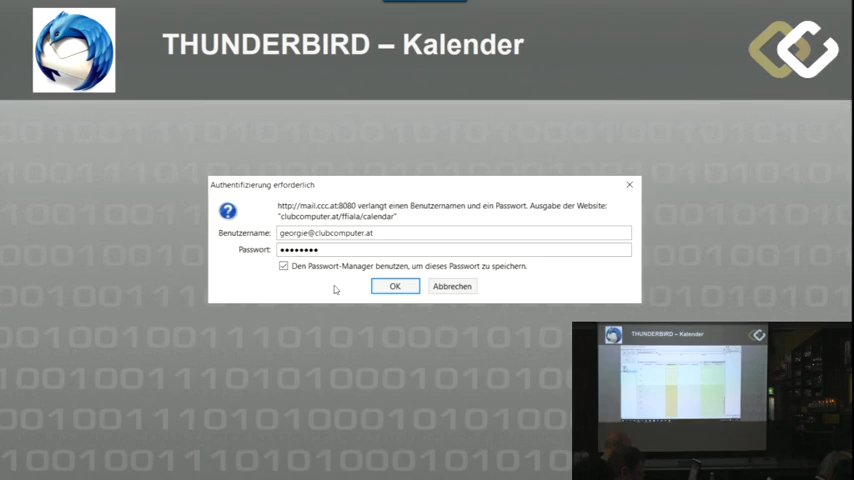 THUNDERBIRD – Kalender
Authentifizierung erforderlich
http://mail.ccc.at:8080 verlangt einen Benutzernamen und ein Passwort. Ausgabe der Website:
"clubcomputer.at/ffiala/calendar"
Benutzername: georgie@clubcomputer.at
Passwort: ••••••••
Den Passwort-Manager benutzen, um dieses Passwort zu speichern.
OK Abbrechen
THUNDERBIRD – Kalender